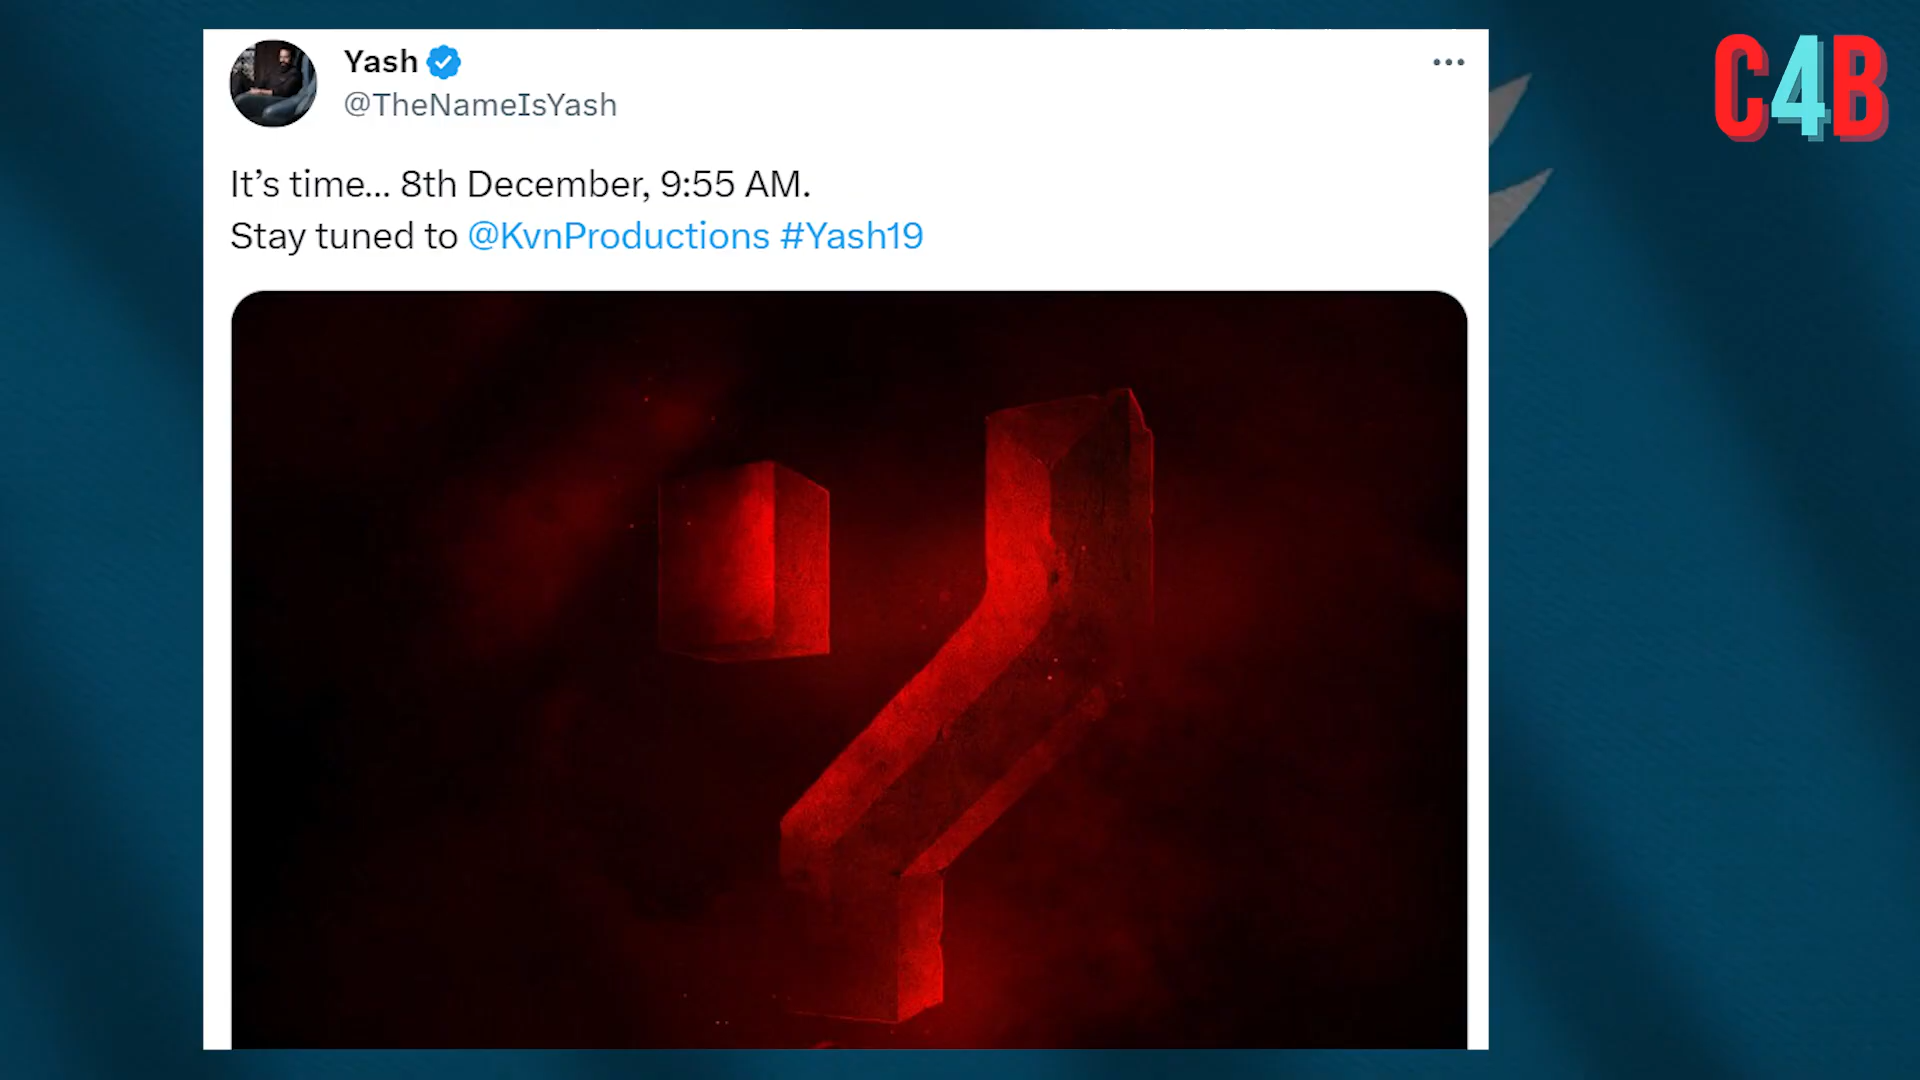 Yash
@TheNameIsYash
It’s time... 8th December, 9:55 AM.
Stay tuned to @KvnProductions #Yash19
C4B